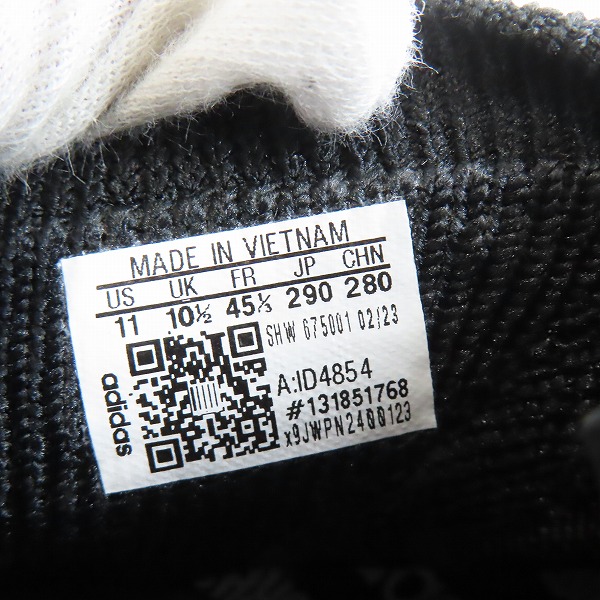 MADE IN VIETNAM
US UK FR JP CHN
11 10½ 45⅓ 290 280
SHW 675001 02/23
A:ID4854
#131851768
x9JWPN2400123
adidas